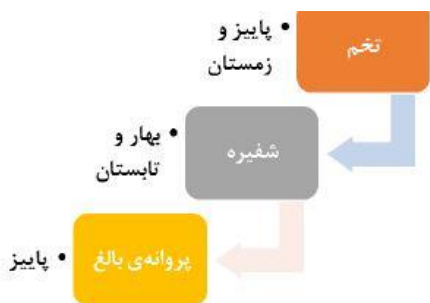 تخم
• پاییز و
زمستان
شفیره
• بهار و
تابستان
پروانه‌ی بالغ
• پاییز